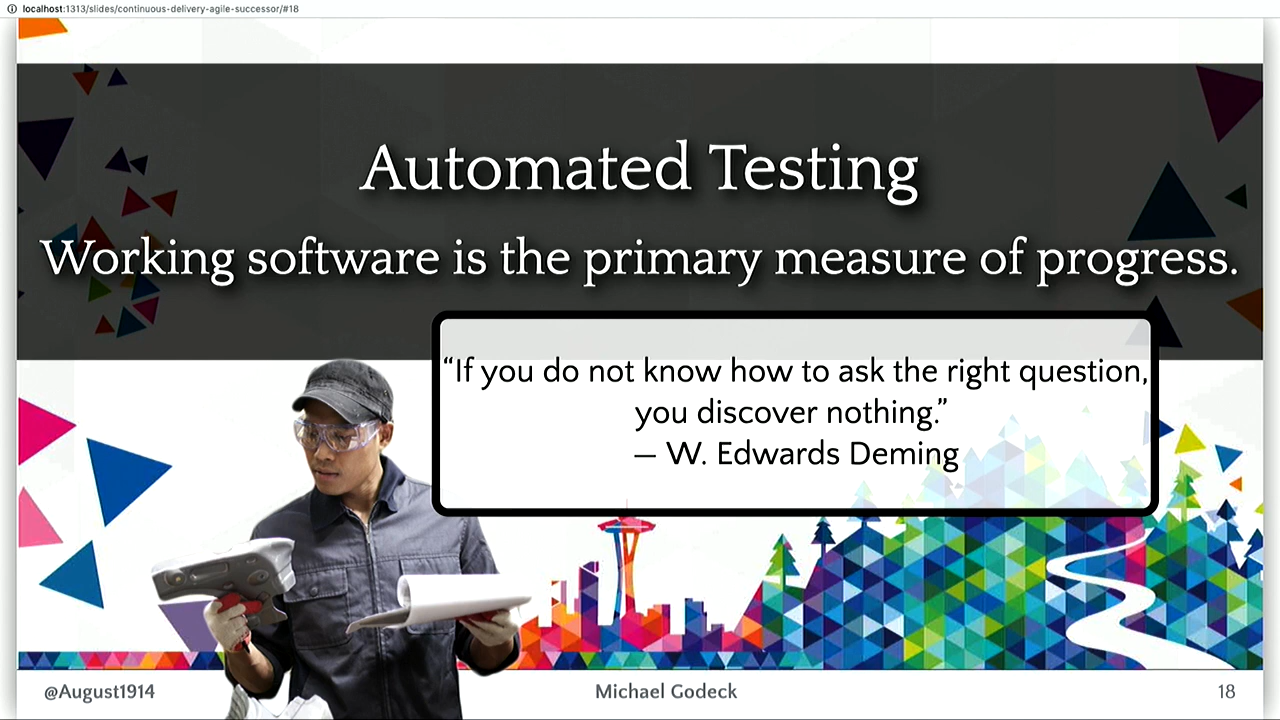 localhost:1313/slides/continuous-delivery-agile-successor/#18
Automated Testing
Working software is the primary measure of progress.
“If you do not know how to ask the right question,
you discover nothing.”
— W. Edwards Deming
@August1914
Michael Godeck
18